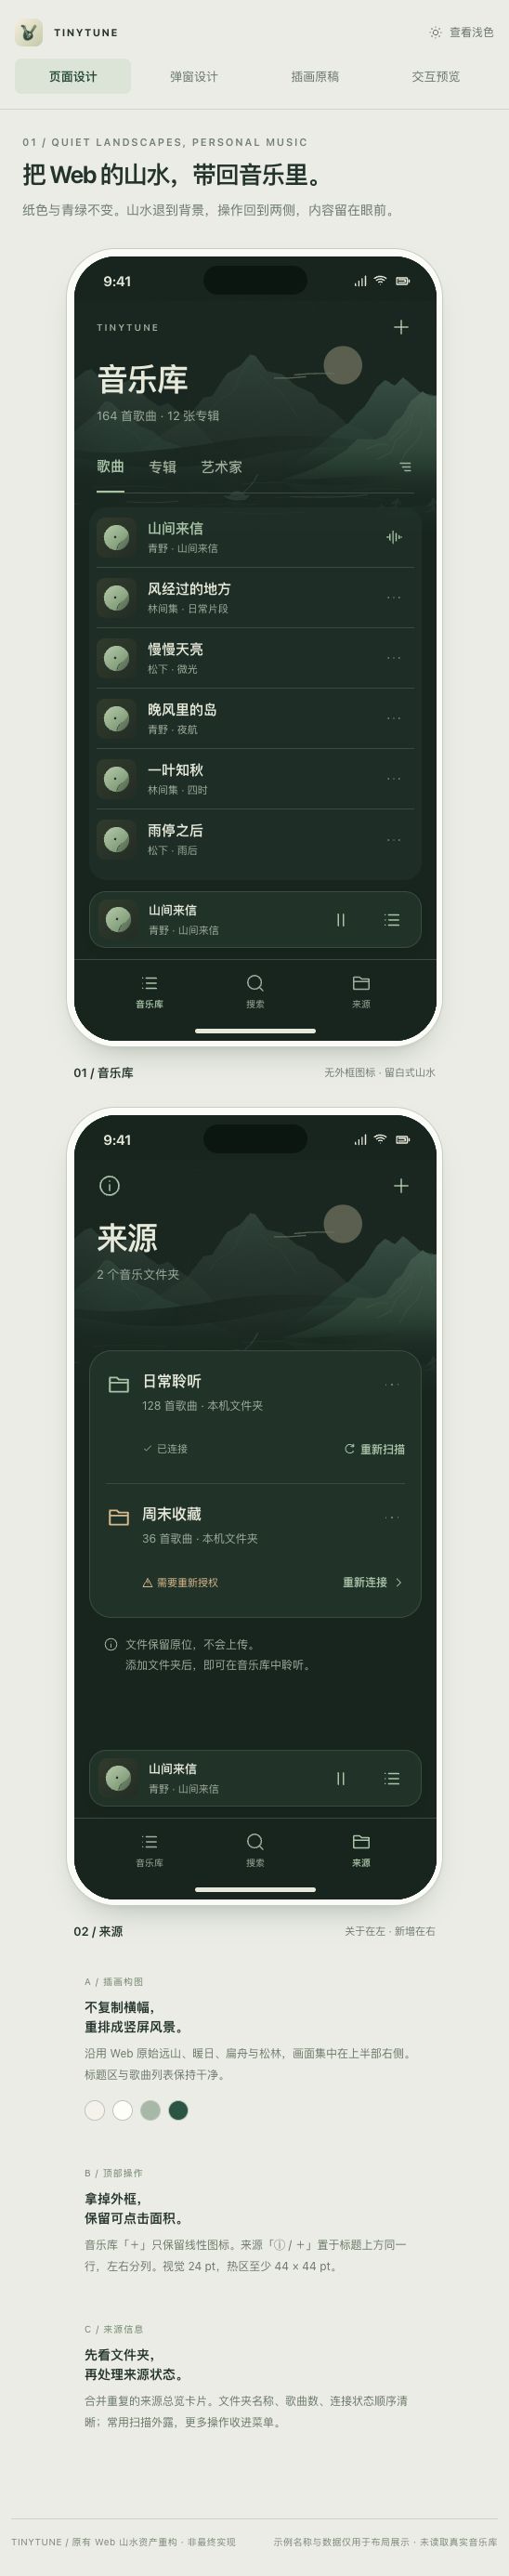 TINYTUNE
查看浅色
页面设计
弹窗设计
插画原稿
交互预览
01 / QUIET LANDSCAPES, PERSONAL MUSIC
把 Web 的山水，带回音乐里。
纸色与青绿不变。山水退到背景，操作回到两侧，内容留在眼前。
9:41
TINYTUNE
音乐库
164 首歌曲 · 12 张专辑
歌曲
专辑
艺术家
山间来信
青野 · 山间来信
风经过的地方
林间集 · 日常片段
慢慢天亮
松下 · 微光
晚风里的岛
青野 · 夜航
一叶知秋
林间集 · 四时
雨停之后
松下 · 雨后
山间来信
青野 · 山间来信
音乐库
搜索
来源
01 / 音乐库
无外框图标 · 留白式山水
9:41
来源
2 个音乐文件夹
日常聆听
128 首歌曲 · 本机文件夹
已连接
重新扫描
周末收藏
36 首歌曲 · 本机文件夹
需要重新授权
重新连接
文件保留原位，不会上传。
添加文件夹后，即可在音乐库中聆听。
山间来信
青野 · 山间来信
音乐库
搜索
来源
02 / 来源
关于在左 · 新增在右
A / 插画构图
不复制横幅，
重排成竖屏风景。
沿用 Web 原始远山、暖日、扁舟与松林，画面集中在上半部右侧。
标题区与歌曲列表保持干净。
B / 顶部操作
拿掉外框，
保留可点击面积。
音乐库「＋」只保留线性图标。来源「ⓘ / ＋」置于标题上方同一
行，左右分列。视觉 24 pt，热区至少 44 × 44 pt。
C / 来源信息
先看文件夹，
再处理来源状态。
合并重复的来源总览卡片。文件夹名称、歌曲数、连接状态顺序清
晰；常用扫描外露，更多操作收进菜单。
TINYTUNE / 原有 Web 山水资产重构 · 非最终实现
示例名称与数据仅用于布局展示 · 未读取真实音乐库